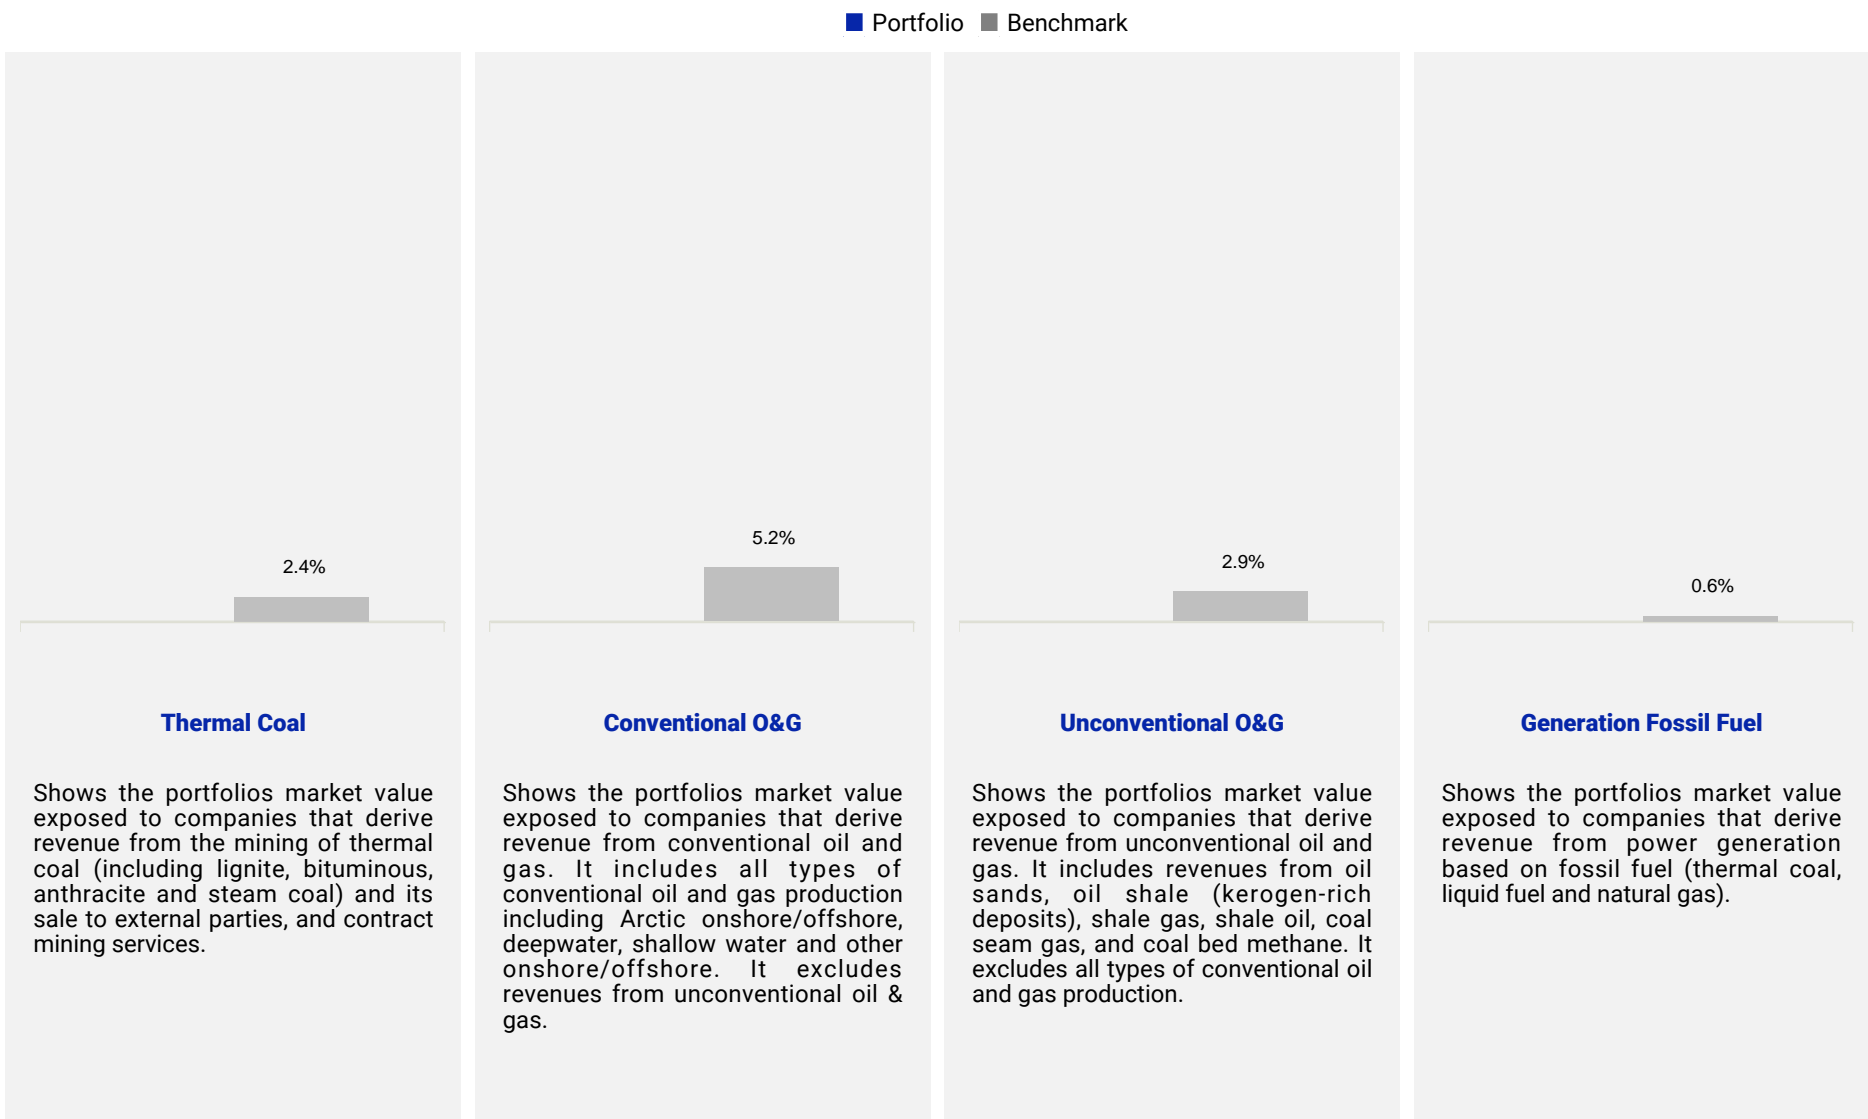 Portfolio Benchmark
2.4%
Thermal Coal
Shows the portfolios market value
exposed to companies that derive
revenue from the mining of thermal
coal (including lignite, bituminous,
anthracite and steam coal) and its
sale to external parties, and contract
mining services.
5.2%
Conventional O&G
Shows the portfolios market value
exposed to companies that derive
revenue from conventional oil and
gas. It includes all types of
conventional oil and gas production
including Arctic onshore/offshore,
deepwater, shallow water and other
onshore/offshore. It excludes
revenues from unconventional oil &
gas.
2.9%
Unconventional O&G
Shows the portfolios market value
exposed to companies that derive
revenue from unconventional oil and
gas. It includes revenues from oil
sands, oil shale (kerogen-rich
deposits), shale gas, shale oil, coal
seam gas, and coal bed methane. It
excludes all types of conventional oil
and gas production.
0.6%
Generation Fossil Fuel
Shows the portfolios market value
exposed to companies that derive
revenue from power generation
based on fossil fuel (thermal coal,
liquid fuel and natural gas).